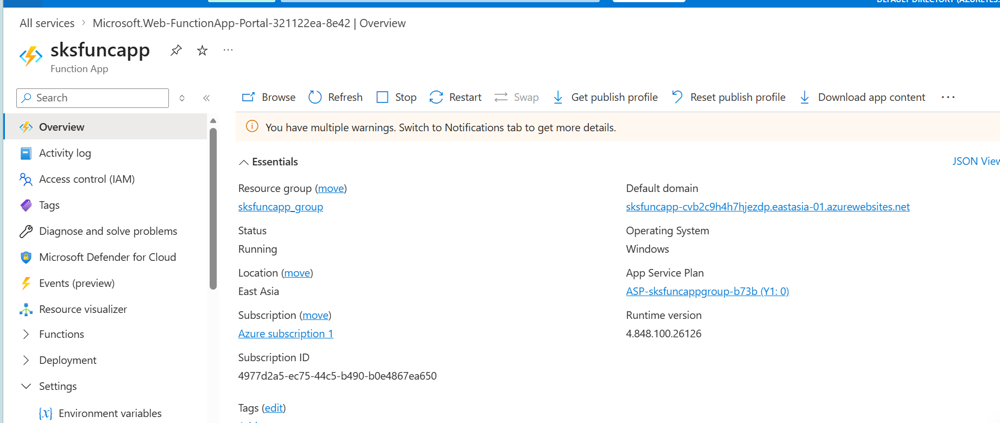 All services > Microsoft.Web-FunctionApp-Portal-321122ea-8e42 | Overview
sksfuncapp
Function App
Search
Browse Refresh Stop Restart Swap Get publish profile Reset publish profile Download app content
You have multiple warnings. Switch to Notifications tab to get more details.
Overview
Activity log
Access control (IAM)
Tags
Diagnose and solve problems
Microsoft Defender for Cloud
Events (preview)
Resource visualizer
Functions
Deployment
Settings
Environment variables
Essentials
JSON View
Resource group (move)
sksfuncapp_group
Status
Running
Location (move)
East Asia
Subscription (move)
Azure subscription 1
Subscription ID
4977d2a5-ec75-44c5-b490-b0e4867ea650
Tags (edit)
Default domain
sksfuncapp-cvb2c9h4h7hjezdp.eastasia-01.azurewebsites.net
Operating System
Windows
App Service Plan
ASP-sksfuncappgroup-b73b (Y1: 0)
Runtime version
4.848.100.26126